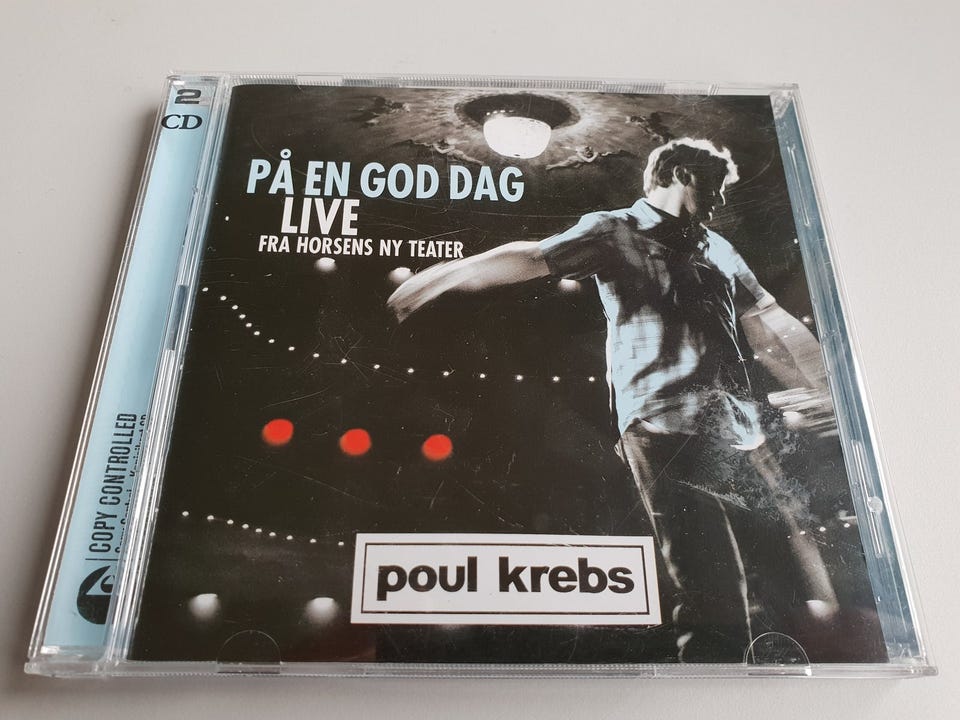 2
CD
PÅ EN GOD DAG
LIVE
FRA HORSENS NY TEATER
poul krebs
COPY CONTROLLED